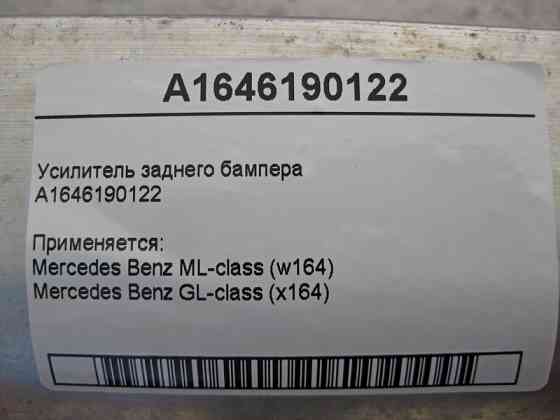 A1646190122
Усилитель заднего бампера
A1646190122
Применяется:
Mercedes Benz ML-class (w164)
Mercedes Benz GL-class (x164)